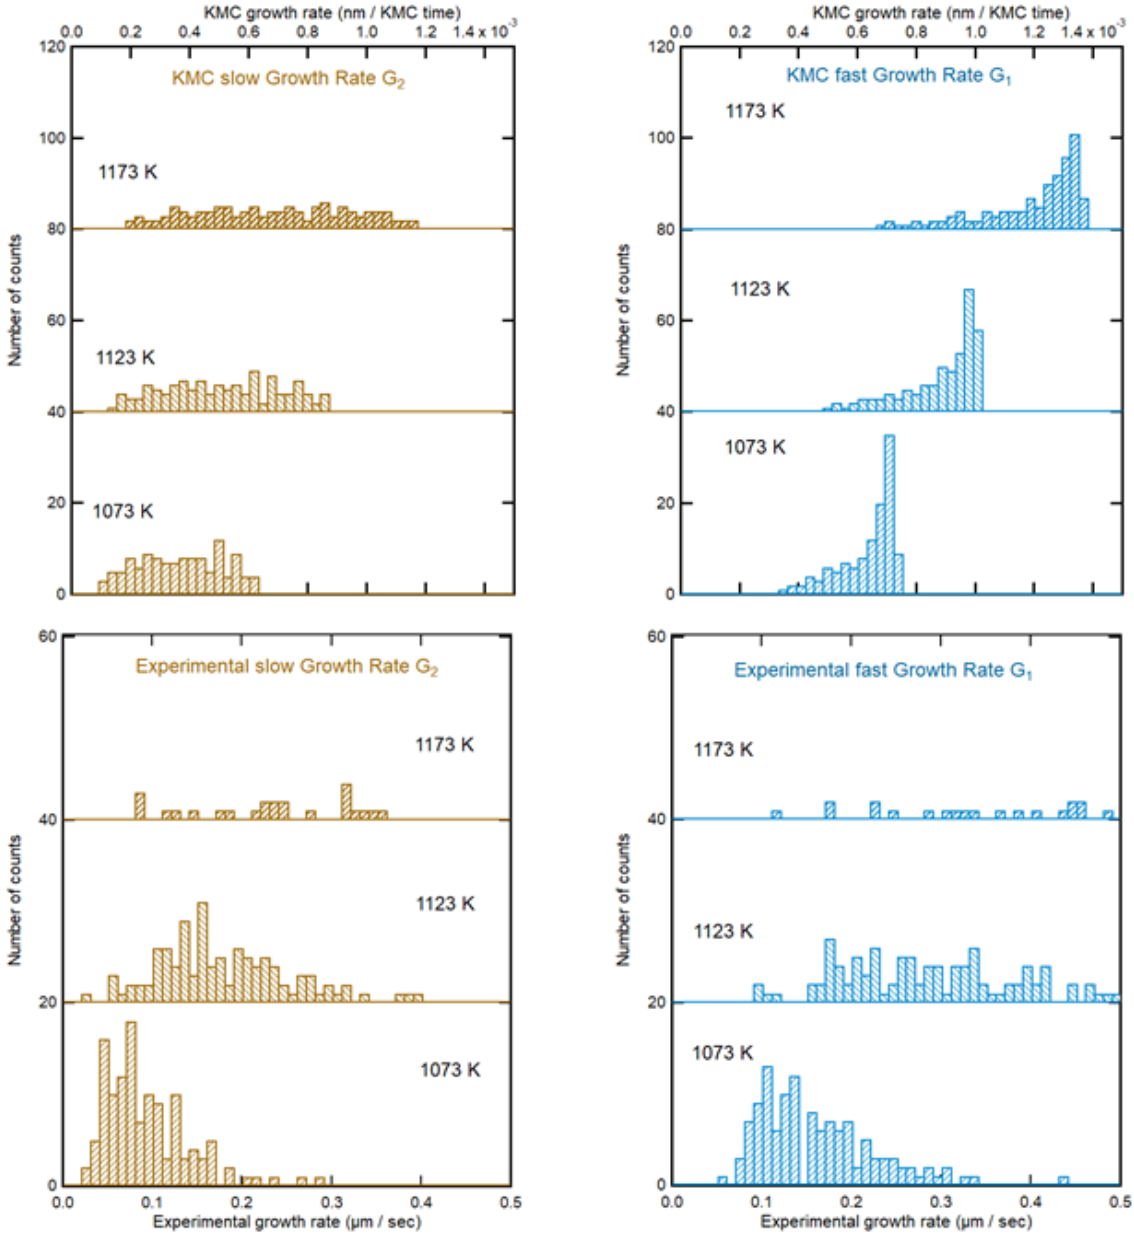 KMC growth rate (nm / KMC time)
0.0 0.2 0.4 0.6 0.8 1.0 1.2 1.4 x 10-3
120
KMC slow Growth Rate G2
100
1173 K
80
60
1123 K
40
20
1073 K
0
Number of counts
KMC growth rate (nm / KMC time)
0.0 0.2 0.4 0.6 0.8 1.0 1.2 1.4 x 10-3
120
KMC fast Growth Rate G1
1173 K
100
80
1123 K
60
40
1073 K
20
0
Number of counts
60
Experimental slow Growth Rate G2
1173 K
40
1123 K
20
1073 K
0
0.0 0.1 0.2 0.3 0.4 0.5
Experimental growth rate (µm / sec)
Number of counts
60
Experimental fast Growth Rate G1
1173 K
40
1123 K
20
1073 K
0
0.0 0.1 0.2 0.3 0.4 0.5
Experimental growth rate (µm / sec)
Number of counts